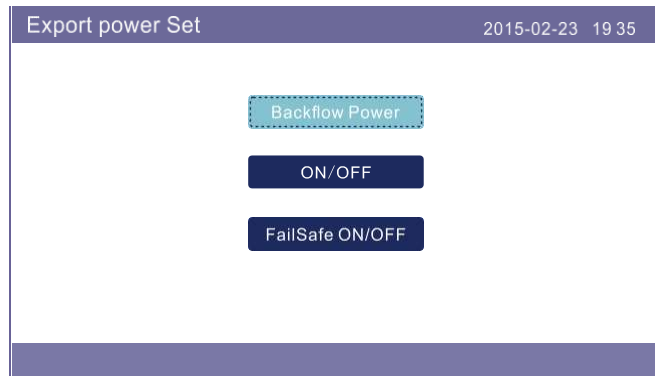 Export power Set
2015-02-23 19 35
Backflow Power
ON/OFF
FailSafe ON/OFF